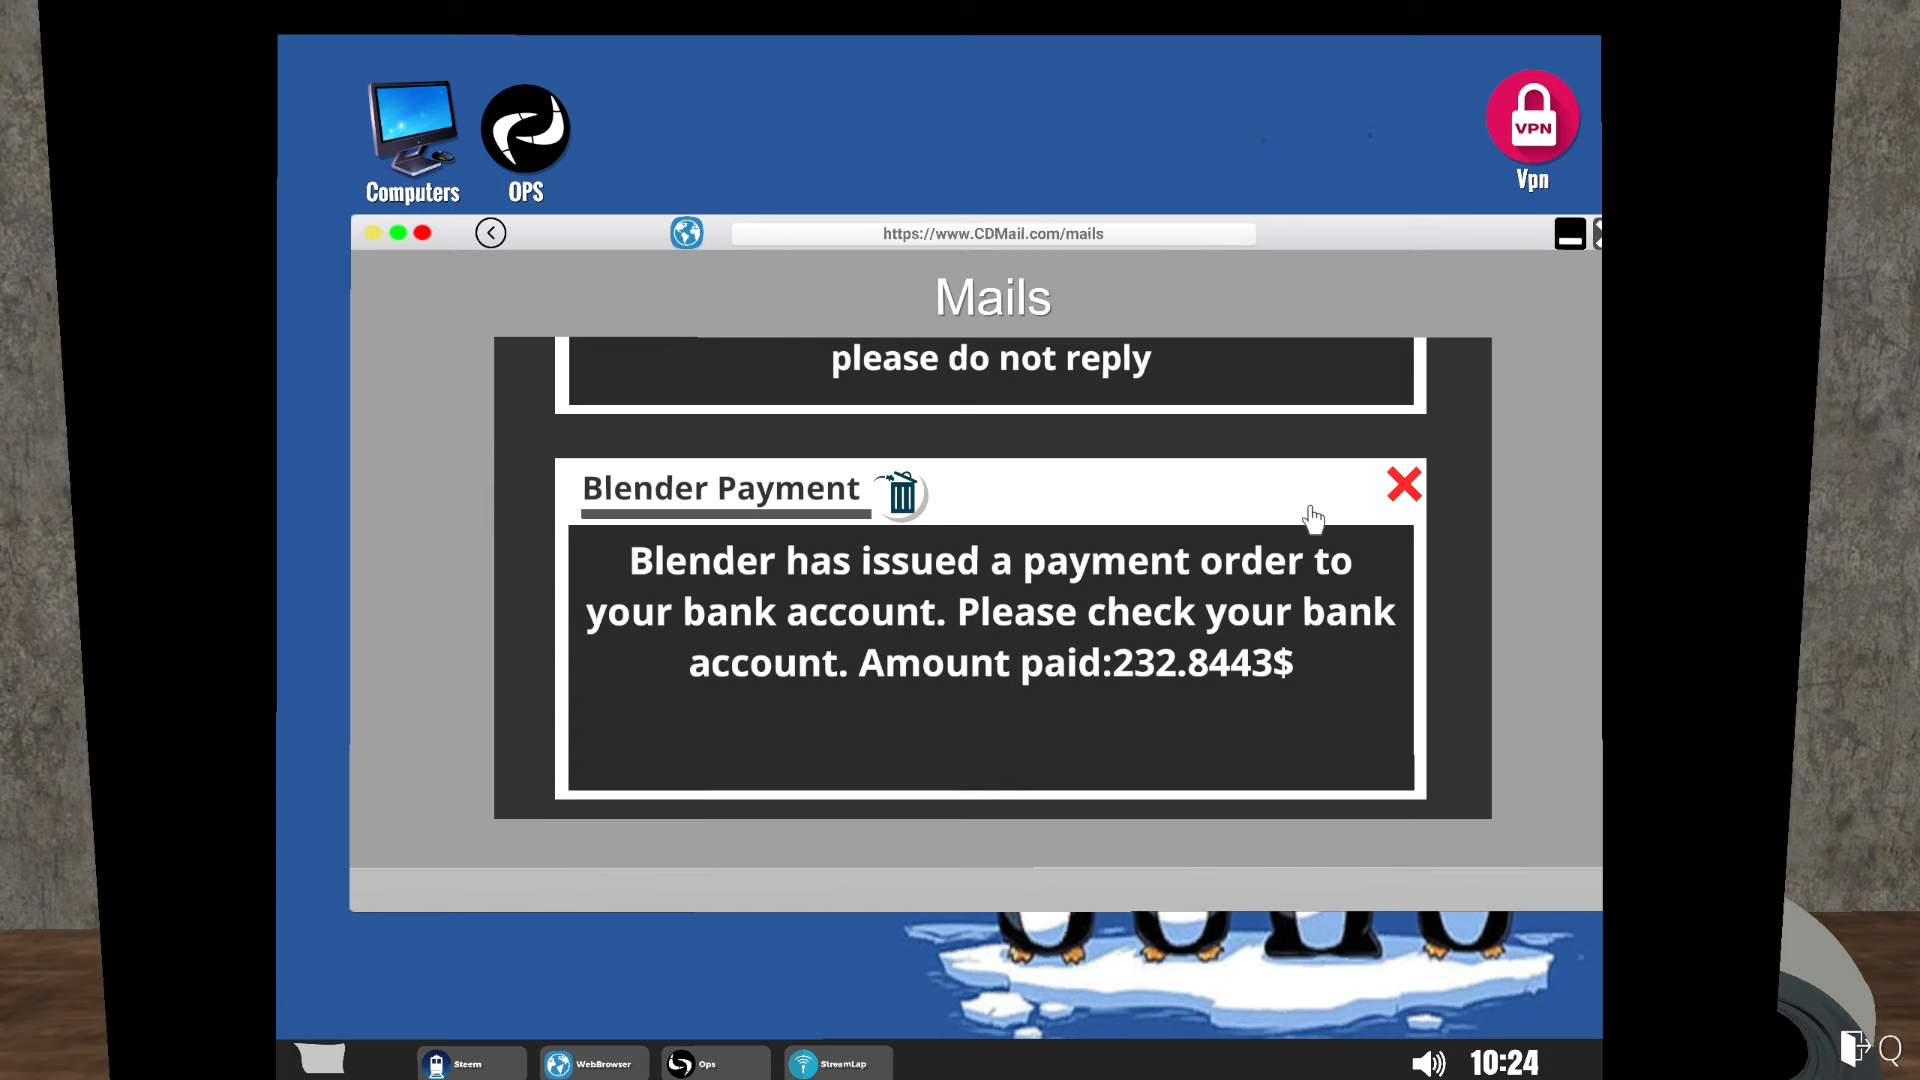 VPN
Computers
OPS
Vpn
https://www.CDMail.com/mails
Mails
please do not reply
Blender Payment
Blender has issued a payment order to
your bank account. Please check your bank
account. Amount paid:232.8443$
Steem
WebBrowser
Ops
StreamLap
10:24
Q